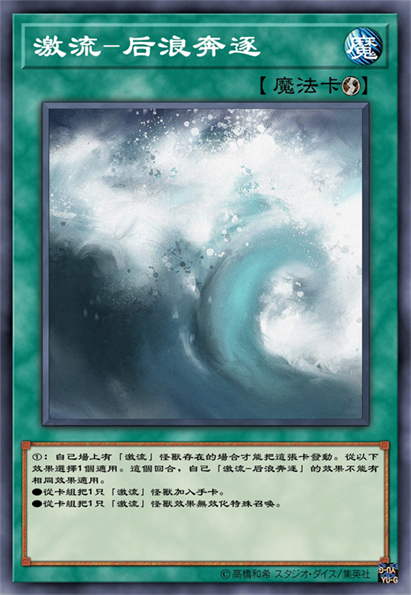 激流-后浪奔逐
魔
【魔法卡】
①：自己場上有「激流」怪獸存在的場合才能把這張卡發動。從以下
效果選擇1個適用。這個回合，自己「激流-后浪奔逐」的效果不能有
相同效果適用。
●從卡組把1只「激流」怪獸加入手卡。
●從卡組把1只「激流」怪獸效果無效化特殊召喚。
©高橋和希 スタジオ・ダイス/集英社